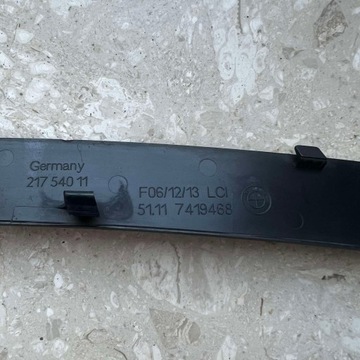 Germany
217 540 11
F06/12/13 LCI
51.11 7419468